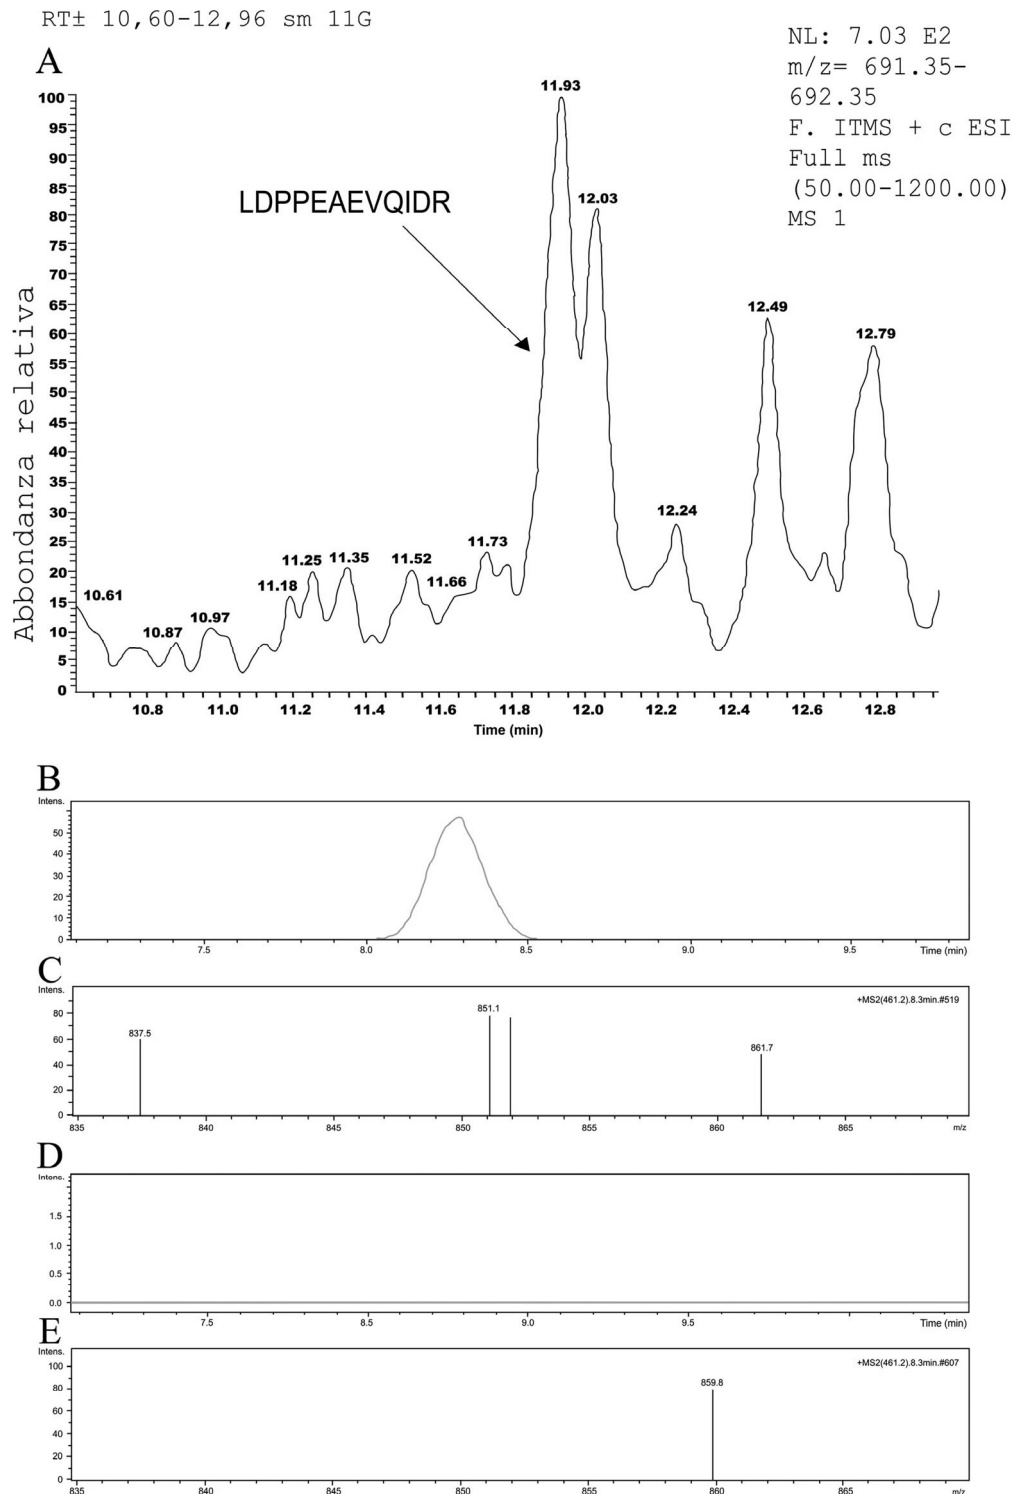 RT± 10,60-12,96 sm 11G
NL: 7.03 E2
m/z= 691.35-
692.35
F. ITMS + c ESI
Full ms
(50.00-1200.00)
MS 1
A
100
95
90
85
80
75
70
65
60
55
50
45
40
35
30
25
20
15
10
5
0
Abbondanza relativa
LDPPEAEVQIDR
11.93
12.03
12.49
12.79
12.24
11.73
11.66
11.52
11.35
11.25
11.18
10.97
10.87
10.61
10.8 11.0 11.2 11.4 11.6 11.8 12.0 12.2 12.4 12.6 12.8
Time (min)
B
Intens.
50
40
30
20
10
0
7.5 8.0 8.5 9.0 9.5 Time (min)
C
Intens.
+MS2(461.2).8.3min.#519
80
60
40
20
0
837.5
851.1
861.7
835 840 845 850 855 860 865 m/z
D
Intens.
1.5
1.0
0.5
0.0
7.5 8.5 9.0 9.5 Time (min)
E
Intens.
+MS2(461.2).8.3min.#607
100
80
60
40
20
0
859.8
835 840 845 850 855 860 865 m/z